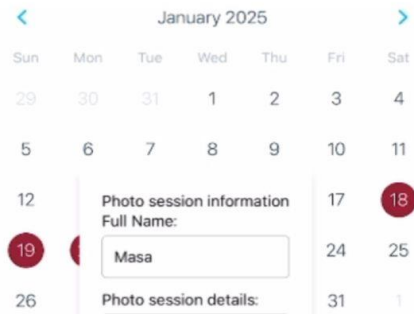 January 2025
Sun Mon Tue Wed Thu Fri Sat
29 30 31 1 2 3 4
5 6 7 8 9 10 11
12 17 18
Photo session information
Full Name:
19 Masa 24 25
26 Photo session details: 31 1